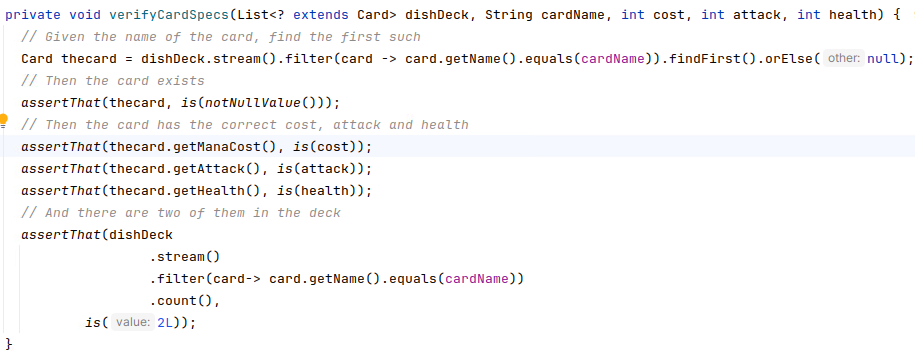 private void verifyCardSpecs(List<? extends Card> dishDeck, String cardName, int cost, int attack, int health) {
// Given the name of the card, find the first such
Card thecard = dishDeck.stream().filter(card -> card.getName().equals(cardName)).findFirst().orElse( other: null);
// Then the card exists
assertThat(thecard, is(notNullValue()));
// Then the card has the correct cost, attack and health
assertThat(thecard.getManaCost(), is(cost));
assertThat(thecard.getAttack(), is(attack));
assertThat(thecard.getHealth(), is(health));
// And there are two of them in the deck
assertThat(dishDeck
.stream()
.filter(card-> card.getName().equals(cardName))
.count(),
is( value: 2L));
}